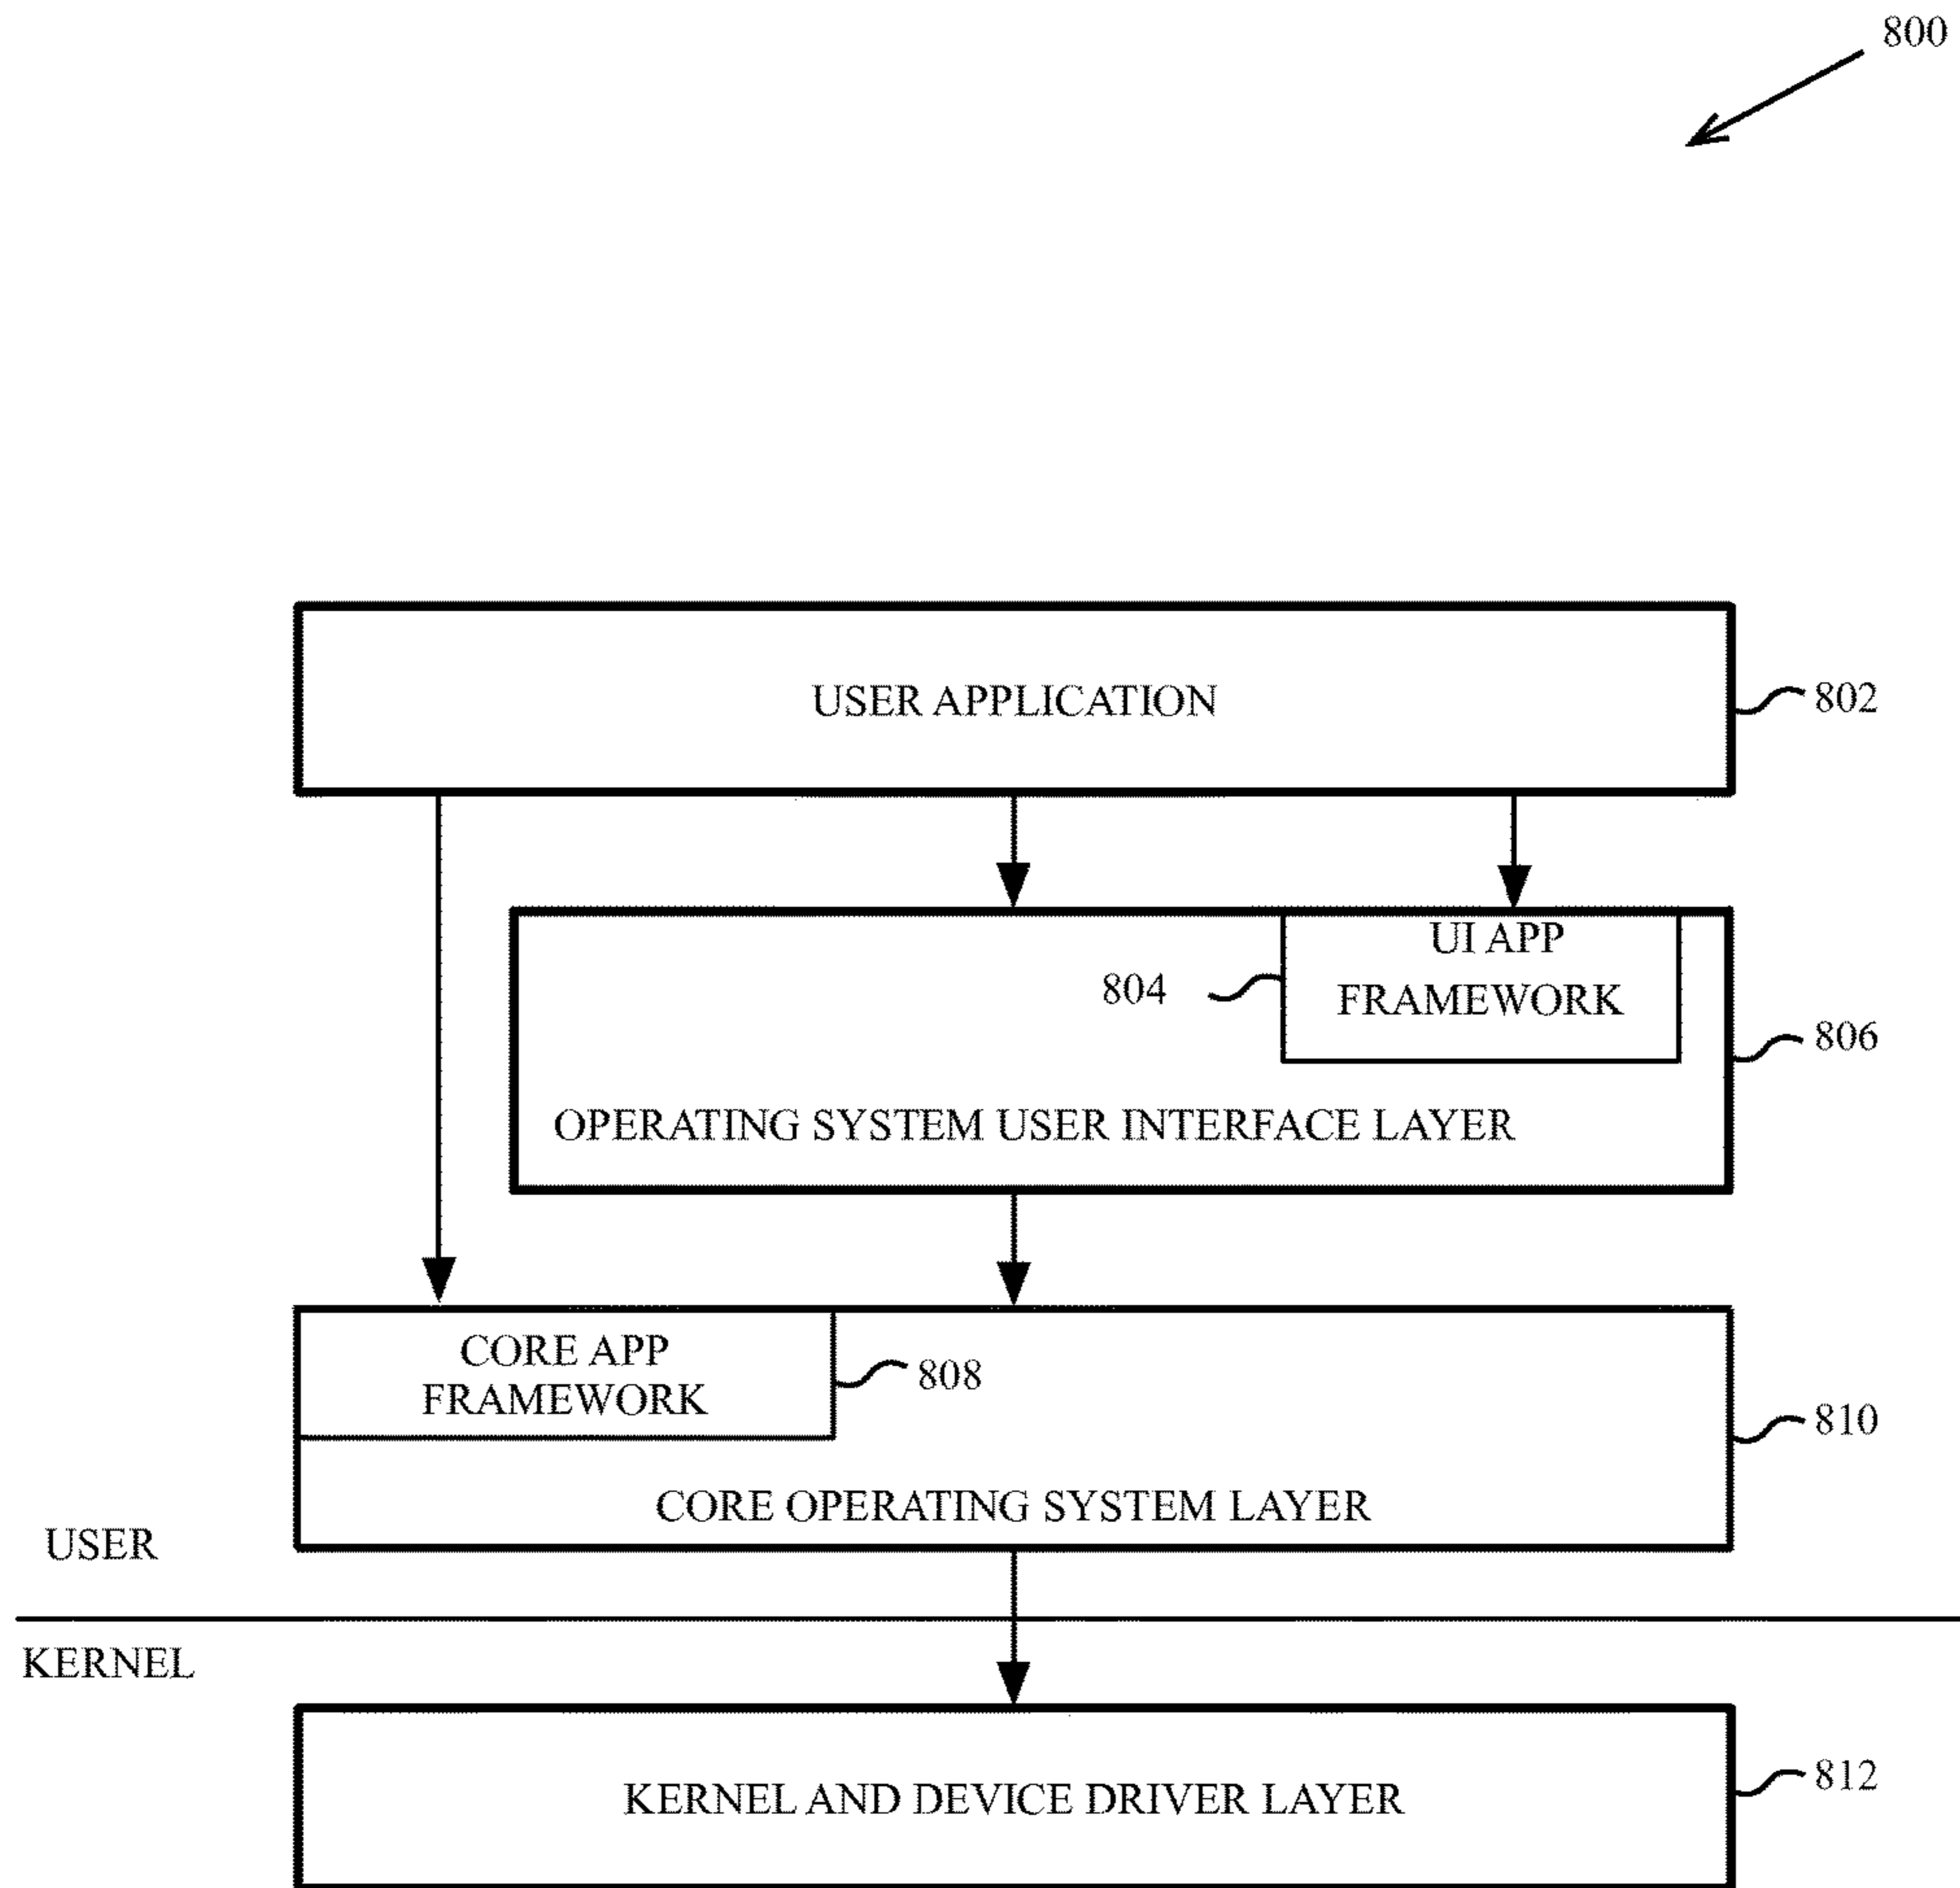 800
USER APPLICATION
802
UI APP
FRAMEWORK
804
806
OPERATING SYSTEM USER INTERFACE LAYER
CORE APP
FRAMEWORK
808
810
CORE OPERATING SYSTEM LAYER
USER
KERNEL
KERNEL AND DEVICE DRIVER LAYER
812